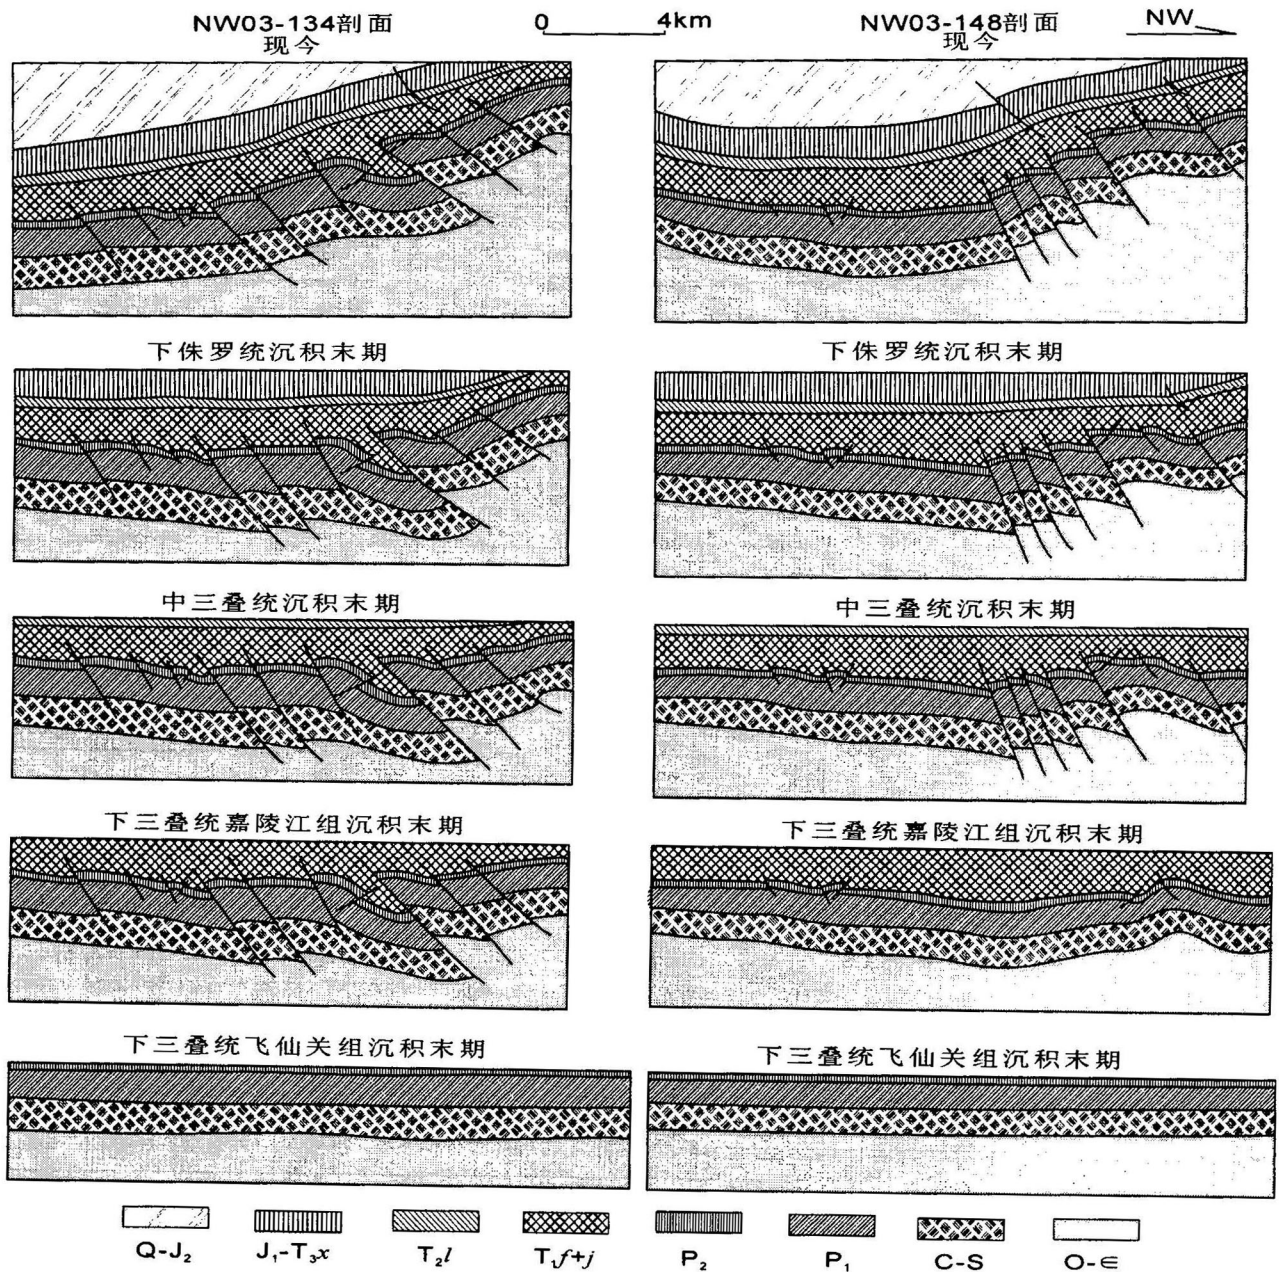 NW03-134剖面 0 4km NW03-148剖面 NW
现今 现今
下侏罗统沉积末期 下侏罗统沉积末期
中三叠统沉积末期 中三叠统沉积末期
下三叠统嘉陵江组沉积末期 下三叠统嘉陵江组沉积末期
下三叠统飞仙关组沉积末期 下三叠统飞仙关组沉积末期
Q-J₂ J₁-T₃x T₂l T₁f+j P₂ P₁ C-S O-∈